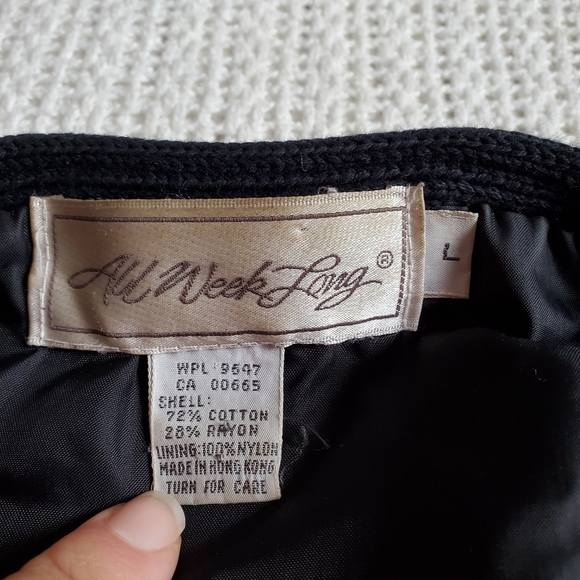 All Week Long®
L
WPL 9647
CA 00665
SHELL:
72% COTTON
28% RAYON
LINING:100%NYLON
MADE IN HONG KONG
TURN FOR CARE